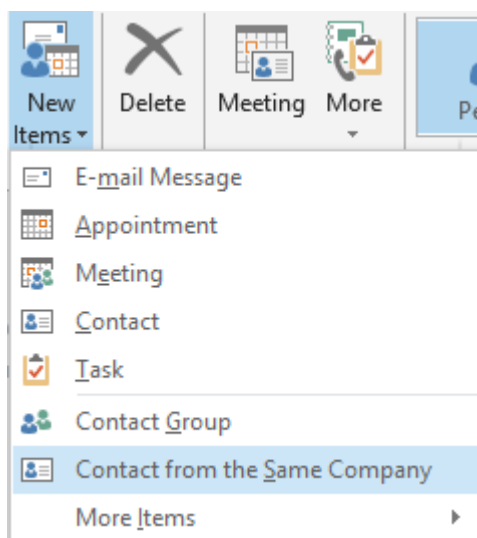 New Items
Delete
Meeting
More
E-mail Message
Appointment
Meeting
Contact
Task
Contact Group
Contact from the Same Company
More Items